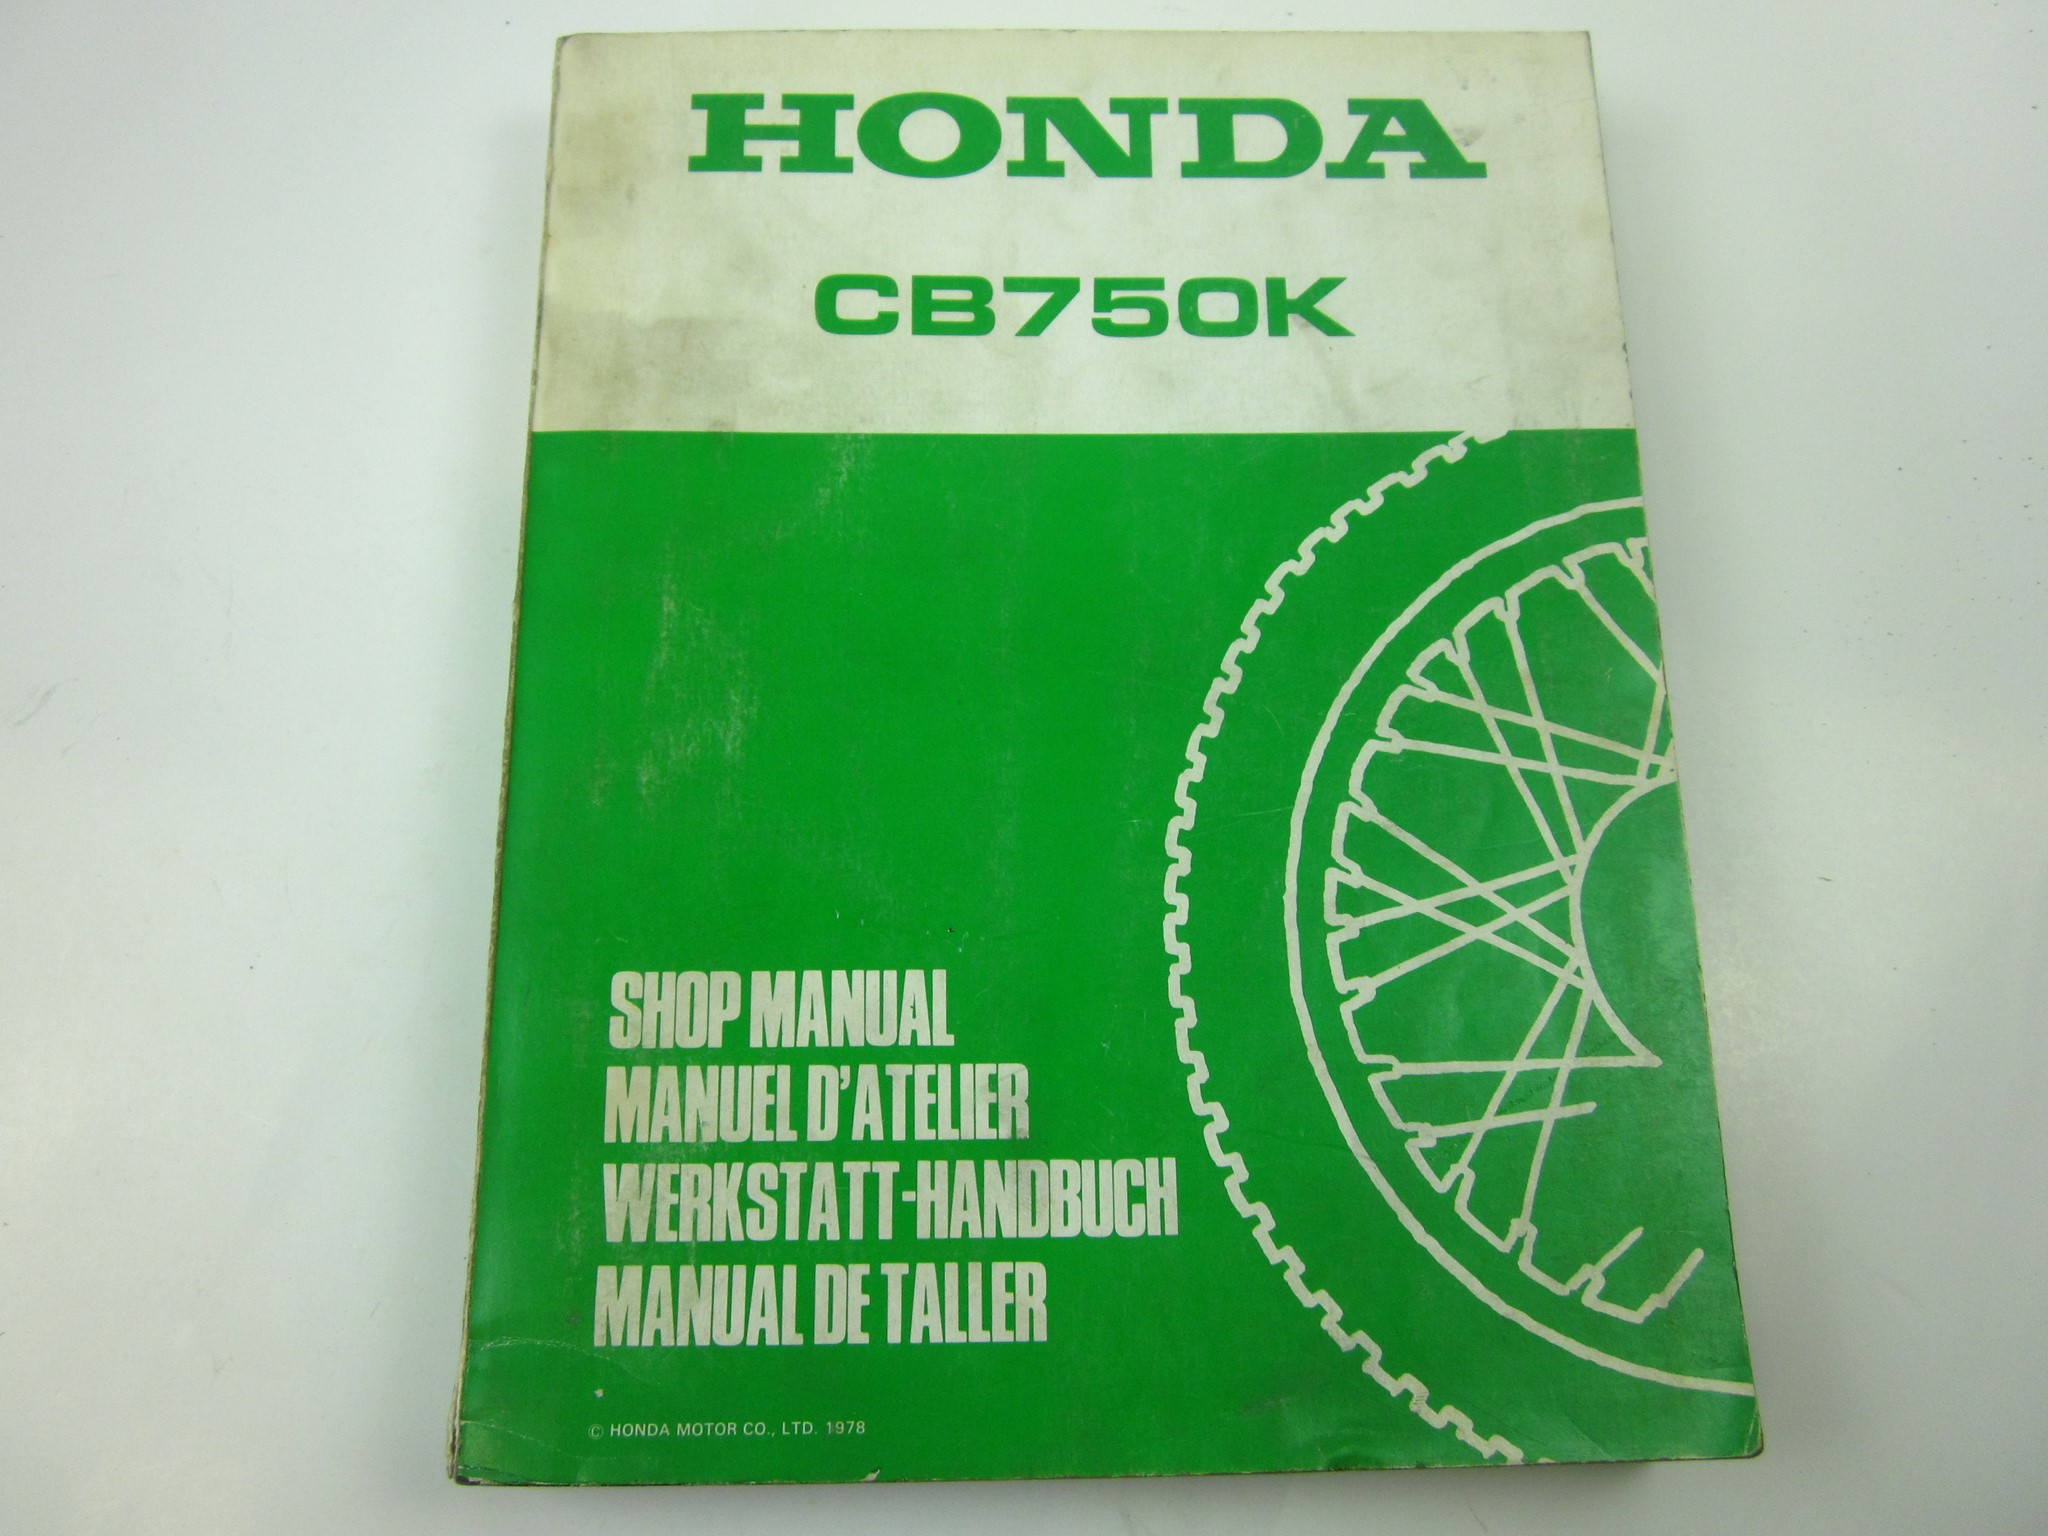 HONDA
CB750K
SHOP MANUAL
MANUEL D'ATELIER
WERKSTATT-HANDBUCH
MANUAL DE TALLER
© HONDA MOTOR CO., LTD. 1978